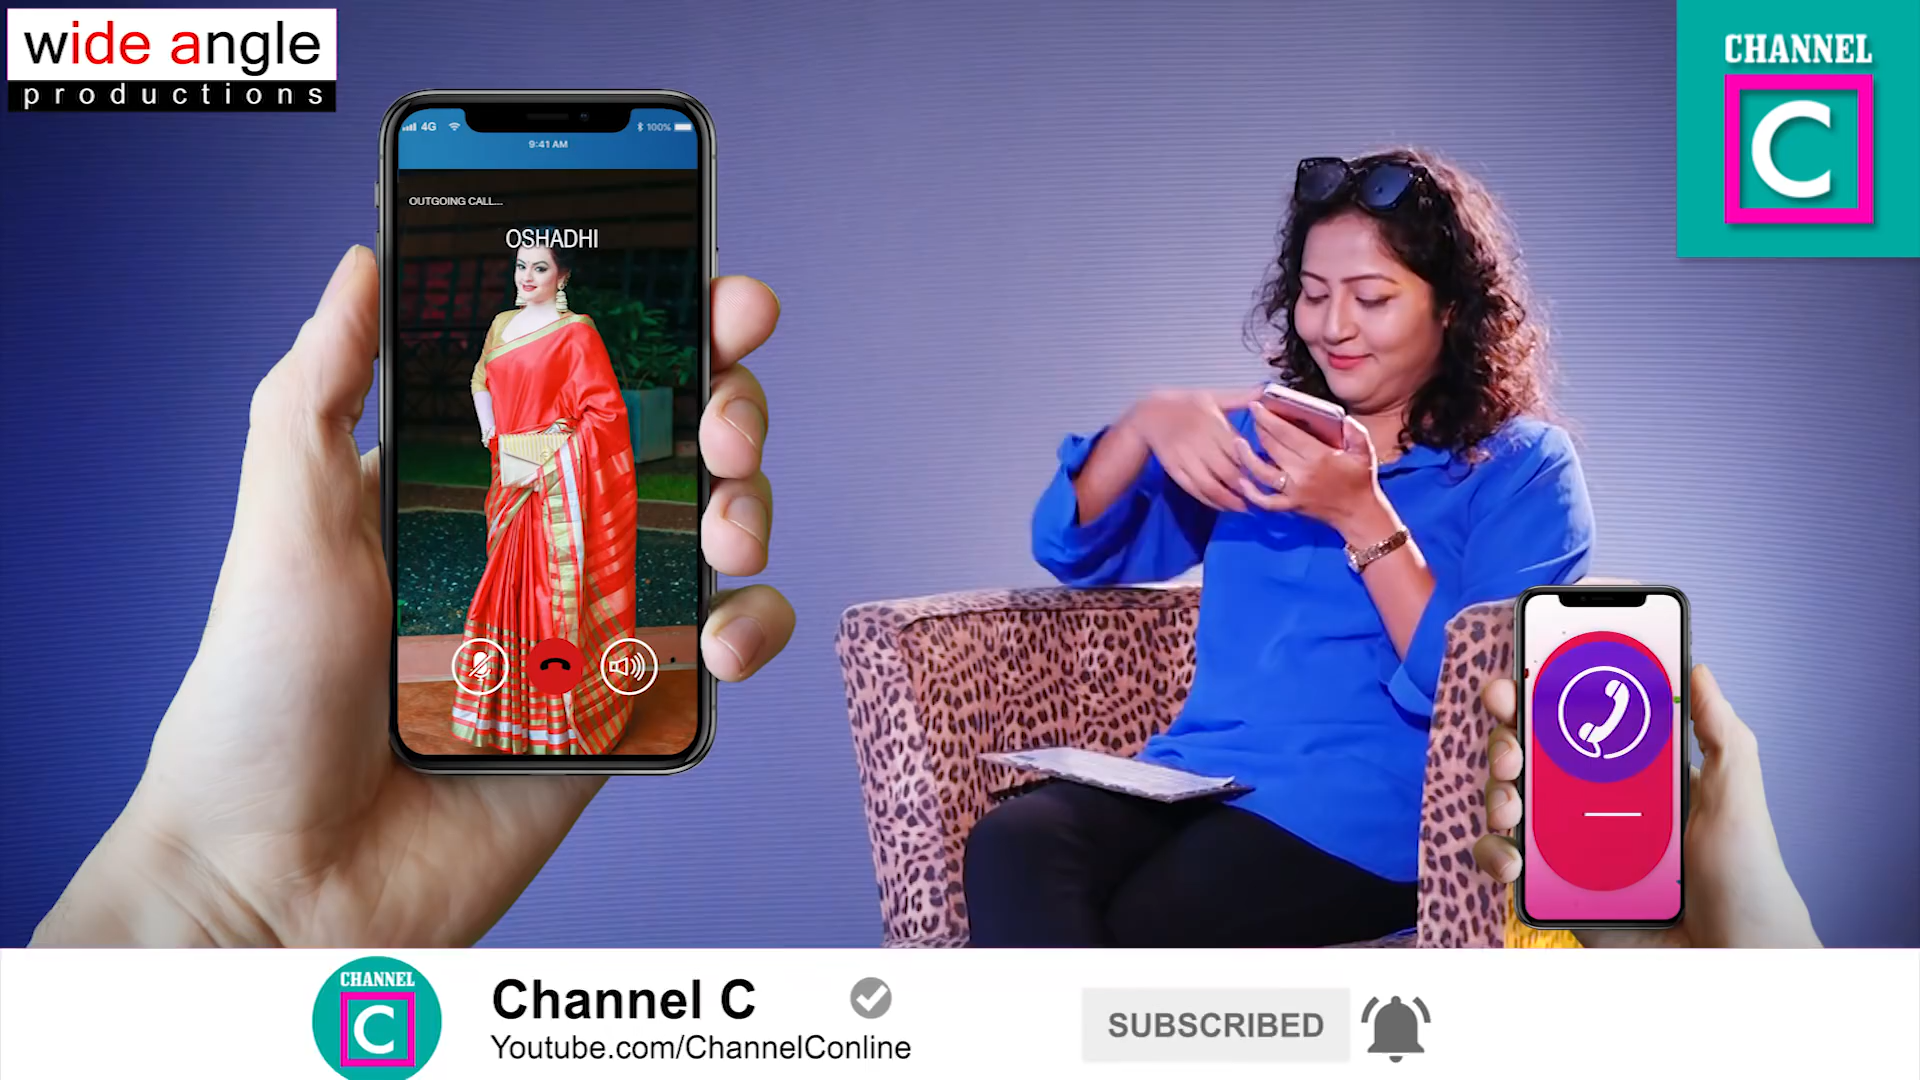 wide angle
productions
CHANNEL
C
4G
100%
9:41 AM
OUTGOING CALL...
OSHADHI
CHANNEL
C
Channel C
Youtube.com/ChannelConline
SUBSCRIBED